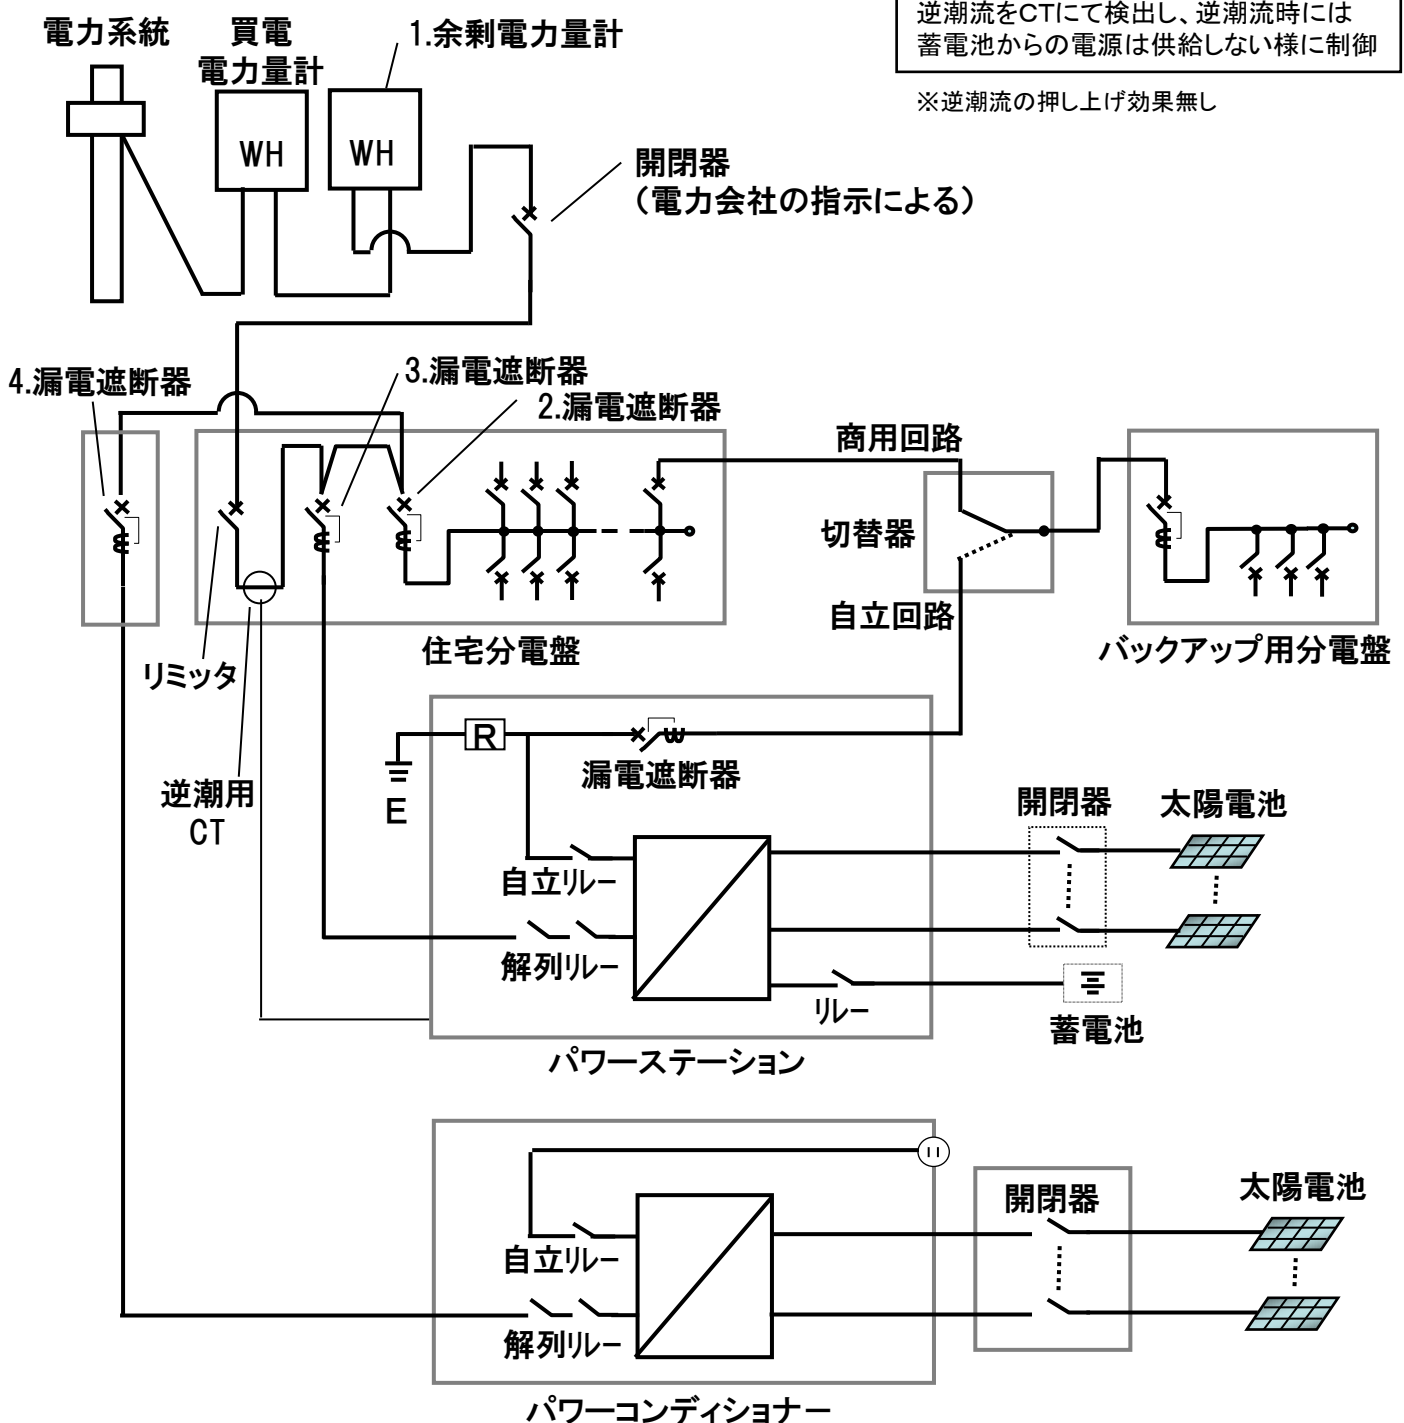 逆潮流をCTにて検出し、逆潮流時には
蓄電池からの電源は供給しない様に制御
※逆潮流の押し上げ効果無し
電力系統
買電
電力量計
1.余剰電力量計
WH
WH
開閉器
(電力会社の指示による)
4.漏電遮断器
3.漏電遮断器
2.漏電遮断器
商用回路
切替器
自立回路
住宅分電盤
バックアップ用分電盤
リミッタ
逆潮用
CT
R
E
漏電遮断器
開閉器
太陽電池
自立リレー
解列リレー
リレー
蓄電池
パワーステーション
開閉器
太陽電池
自立リレー
解列リレー
パワーコンディショナー